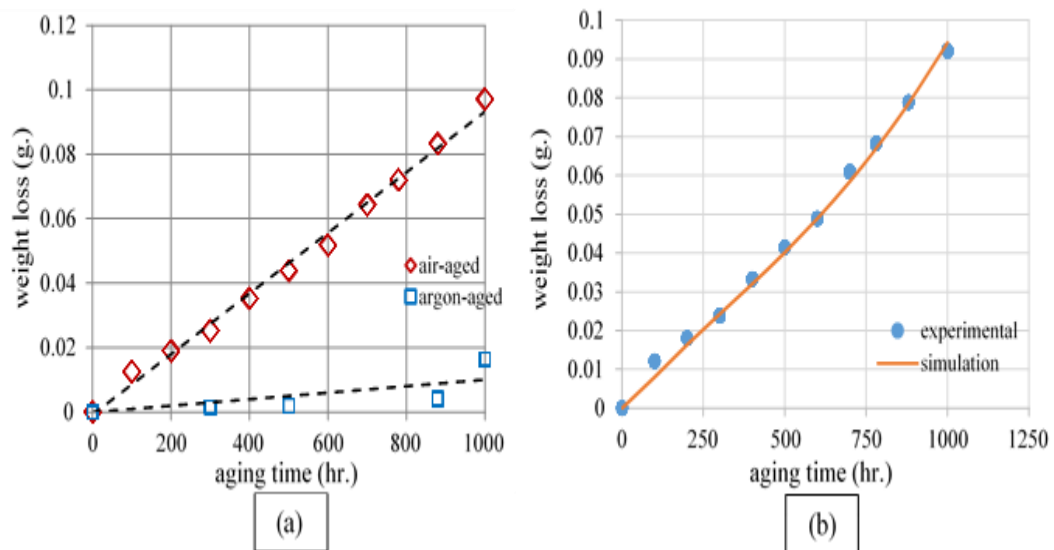 0.12
0.1
0.08
0.06
0.04
0.02
0
weight loss (g.)
air-aged
argon-aged
0 200 400 600 800 1000
aging time (hr.)
(a)
0.1
0.09
0.08
0.07
0.06
0.05
0.04
0.03
0.02
0.01
0
weight loss (g.)
experimental
simulation
0 250 500 750 1000 1250
aging time (hr.)
(b)